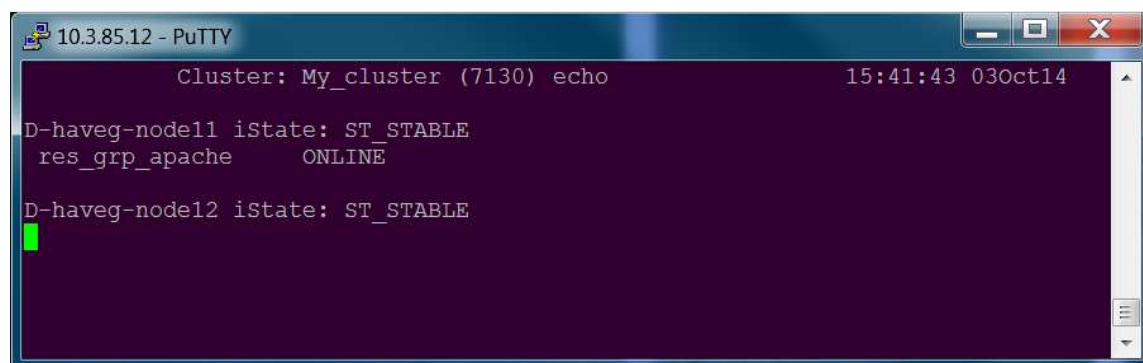 10.3.85.12 - PuTTY
Cluster: My_cluster (7130) echo 15:41:43 03Oct14
D-haveg-node11 iState: ST_STABLE
res_grp_apache ONLINE
D-haveg-node12 iState: ST_STABLE